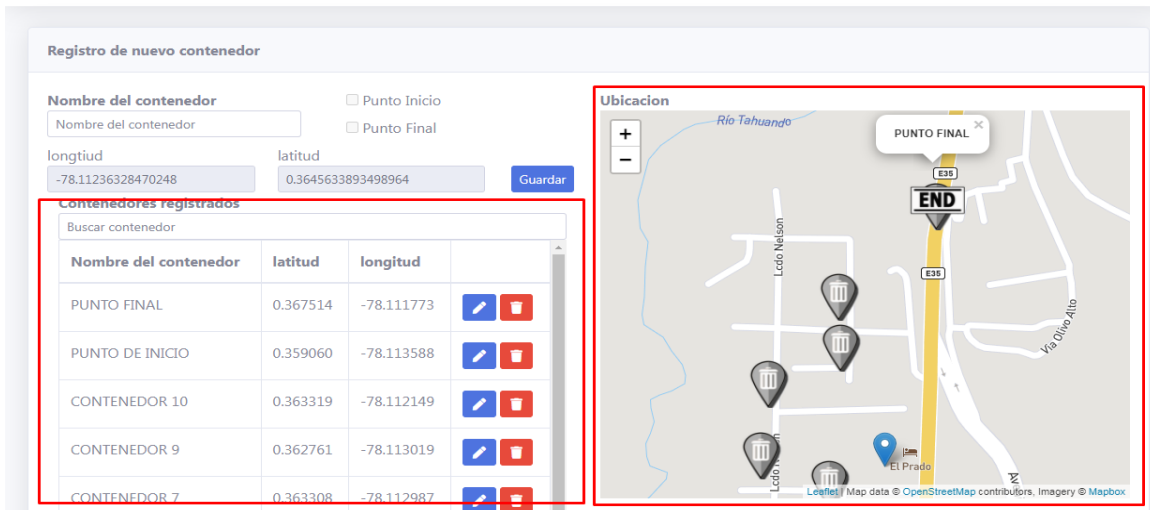 Registro de nuevo contenedor
Nombre del contenedor
Punto Inicio
Nombre del contenedor
Punto Final
longtiud latitud
-78.11236328470248 0.3645633893498964 Guardar
Contenedores registrados
Buscar contenedor
Nombre del contenedor latitud longitud
PUNTO FINAL 0.367514 -78.111773
PUNTO DE INICIO 0.359060 -78.113588
CONTENEDOR 10 0.363319 -78.112149
CONTENEDOR 9 0.362761 -78.113019
CONTENEDOR 7 0.363308 -78.112987
Ubicacion
+
−
Río Tahuando
PUNTO FINAL ×
E35
END
Lcdo Nelson
E35
Via Olivo Alto
El Prado
Av
Leaflet | Map data © OpenStreetMap contributors, Imagery © Mapbox